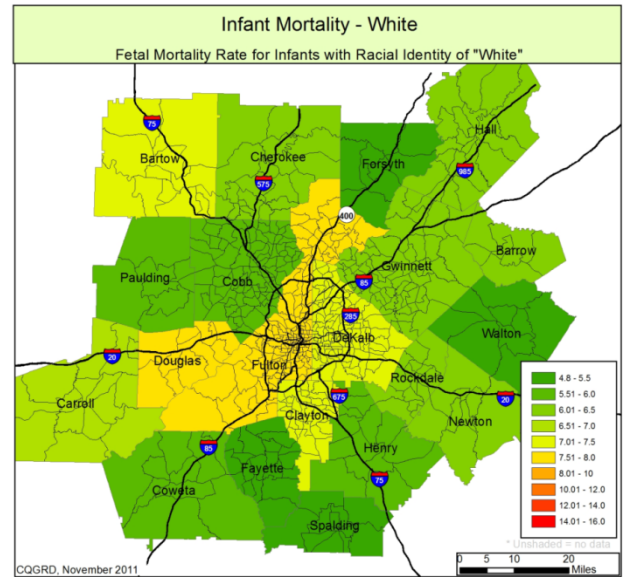 Infant Mortality - White
Fetal Mortality Rate for Infants with Racial Identity of "White"
75
Bartow
Cherokee
575
Forsyth
Hall
985
400
Paulding
Cobb
85
Gwinnett
Barrow
285
DeKalb
Walton
20
Douglas
Fulton
Carroll
Rockdale
675
Clayton
Newton
20
85
Henry
Fayette
75
Coweta
Spalding
4.8 - 5.5
5.51 - 6.0
6.01 - 6.5
6.51 - 7.0
7.01 - 7.5
7.51 - 8.0
8.01 - 10
10.01 - 12.0
12.01 - 14.0
14.01 - 16.0
* Unshaded = no data
0 5 10 20
Miles
CQGRD, November 2011